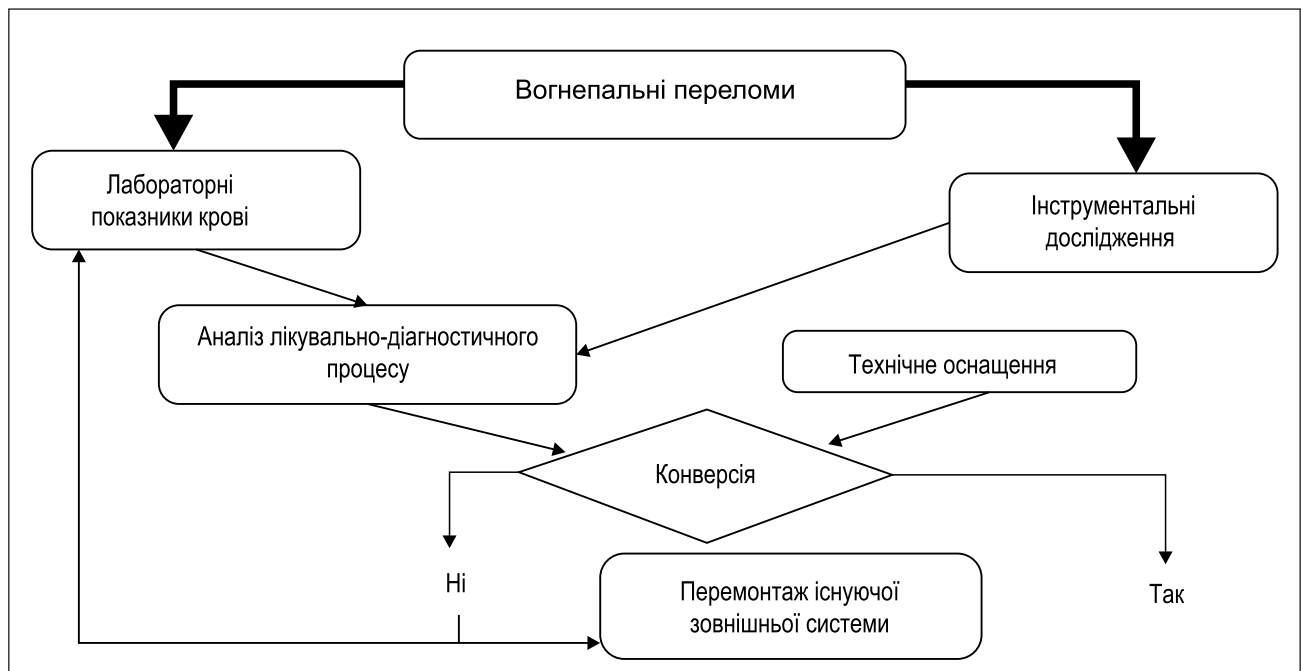 Вогнепальні переломи
Лабораторні
показники крові
Інструментальні
дослідження
Аналіз лікувально-діагностичного
процесу
Технічне оснащення
Конверсія
Ні
Так
Перемонтаж існуючої
зовнішньої системи